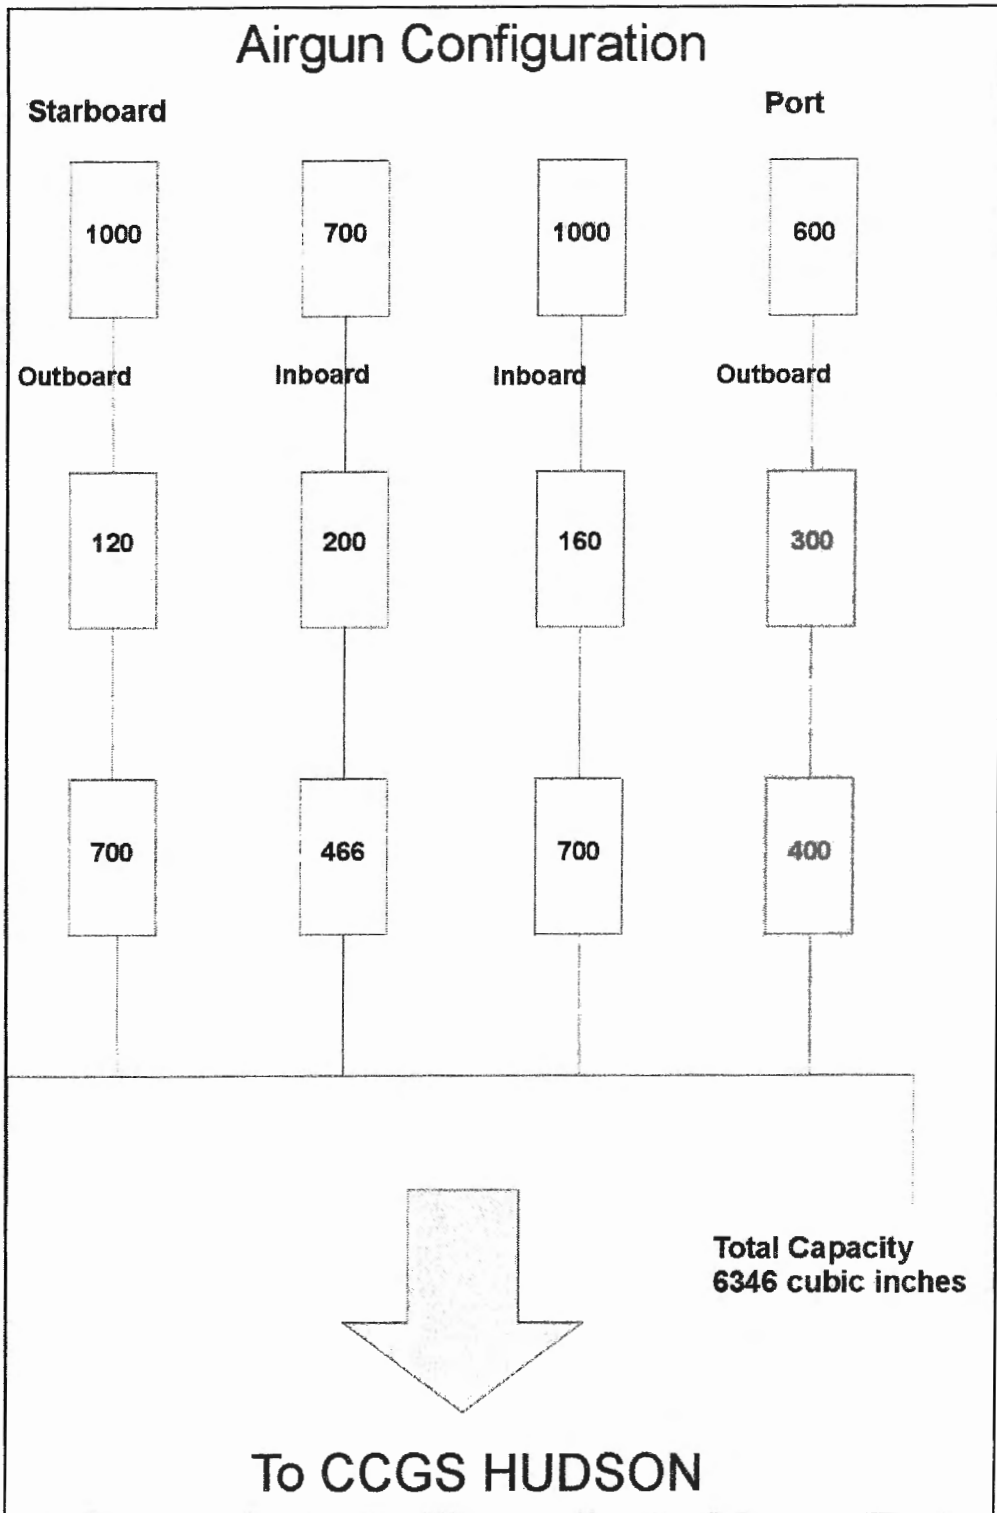 Airgun Configuration
Starboard
Port
1000
700
1000
600
Outboard
Inboard
Inboard
Outboard
120
200
160
300
700
466
700
400
Total Capacity
6346 cubic inches
To CCGS HUDSON